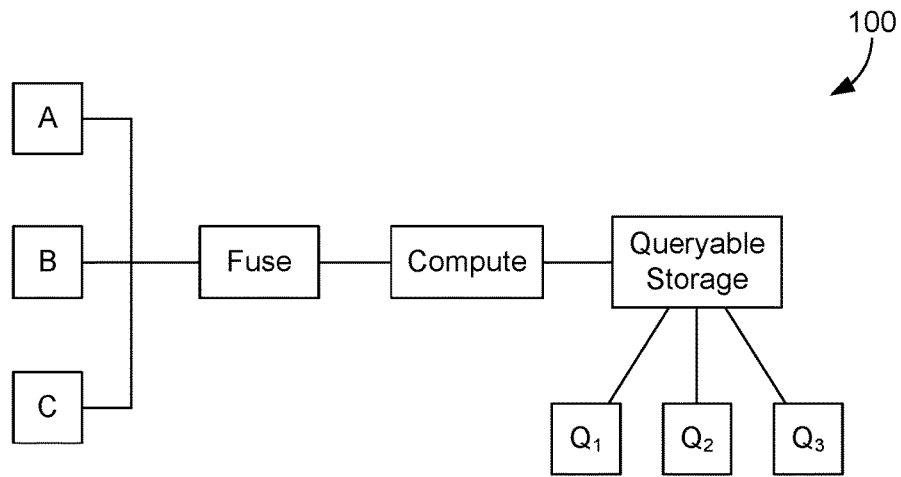 100
A
B
Fuse
Compute
Queryable
Storage
C
Q₁
Q₂
Q₃